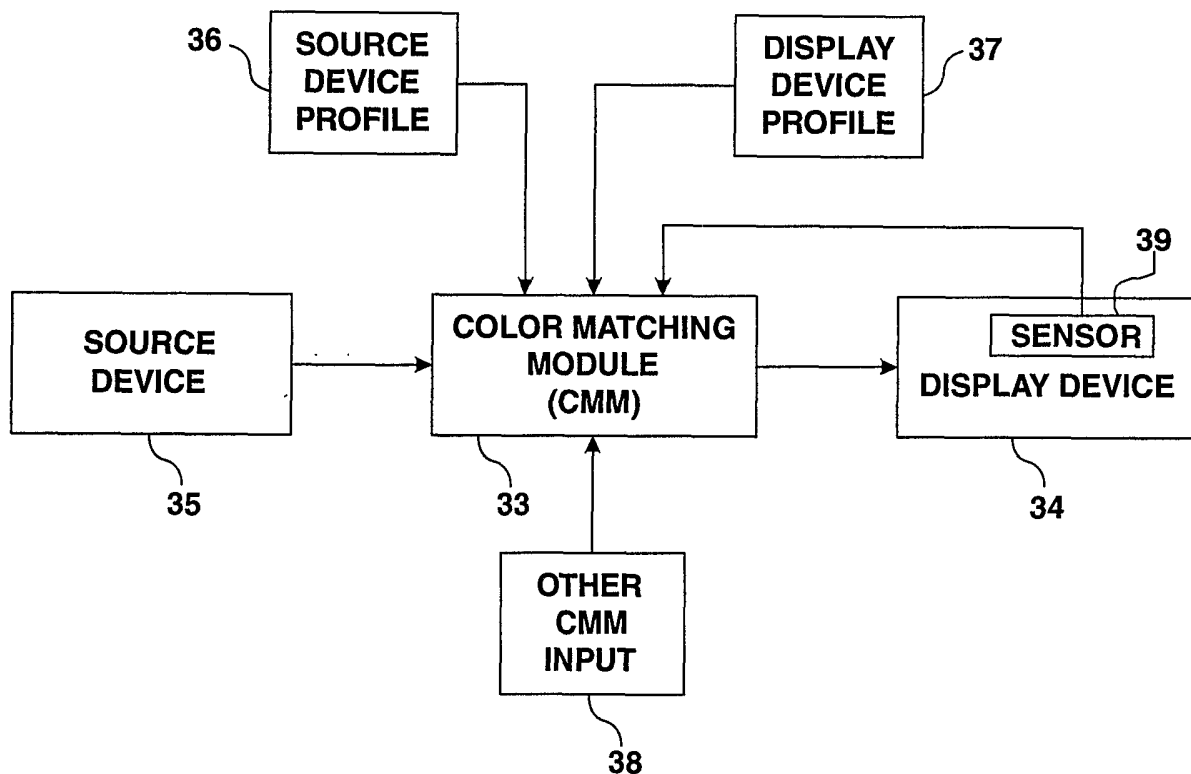 36
SOURCE
DEVICE
PROFILE
DISPLAY
DEVICE
PROFILE
37
39
SOURCE
DEVICE
COLOR MATCHING
MODULE
(CMM)
SENSOR
DISPLAY DEVICE
35
33
34
OTHER
CMM
INPUT
38